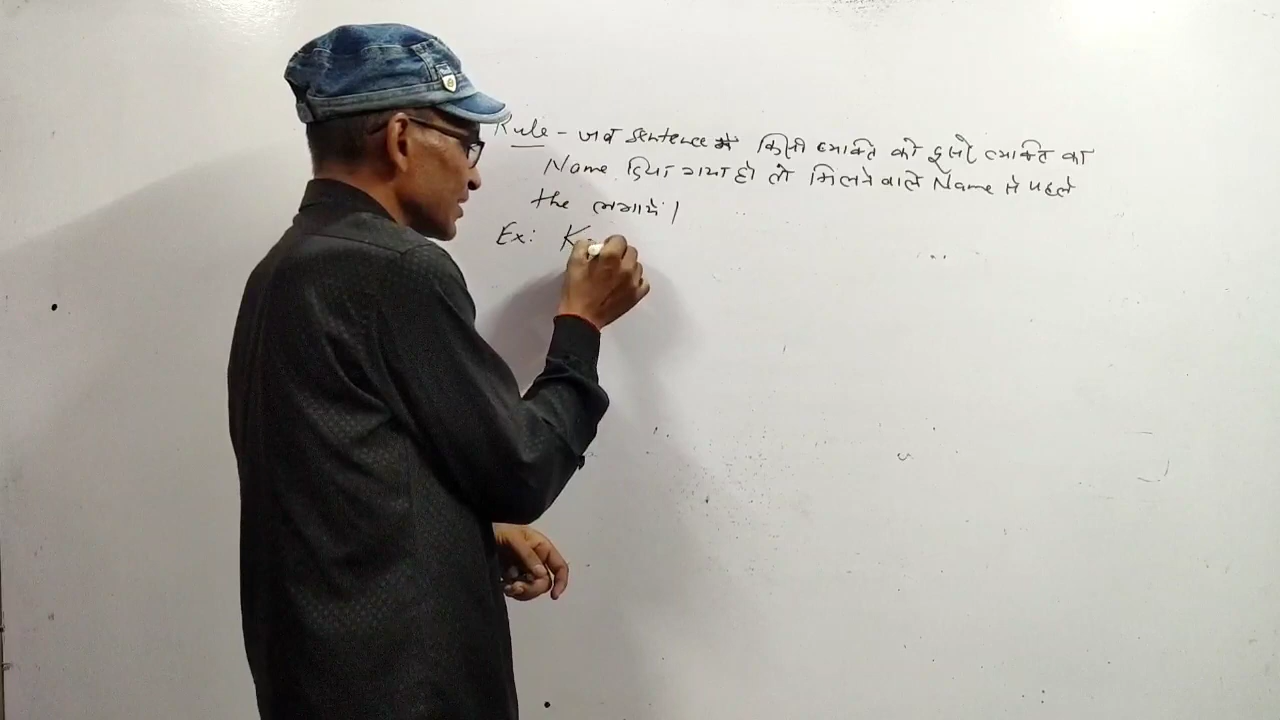 Rule - जब Sentence में किसी व्यक्ति को दूसरे व्यक्ति का
Name दिया गया हो तो मिलने वाले Name से पहले
the लगायें।
Ex: K